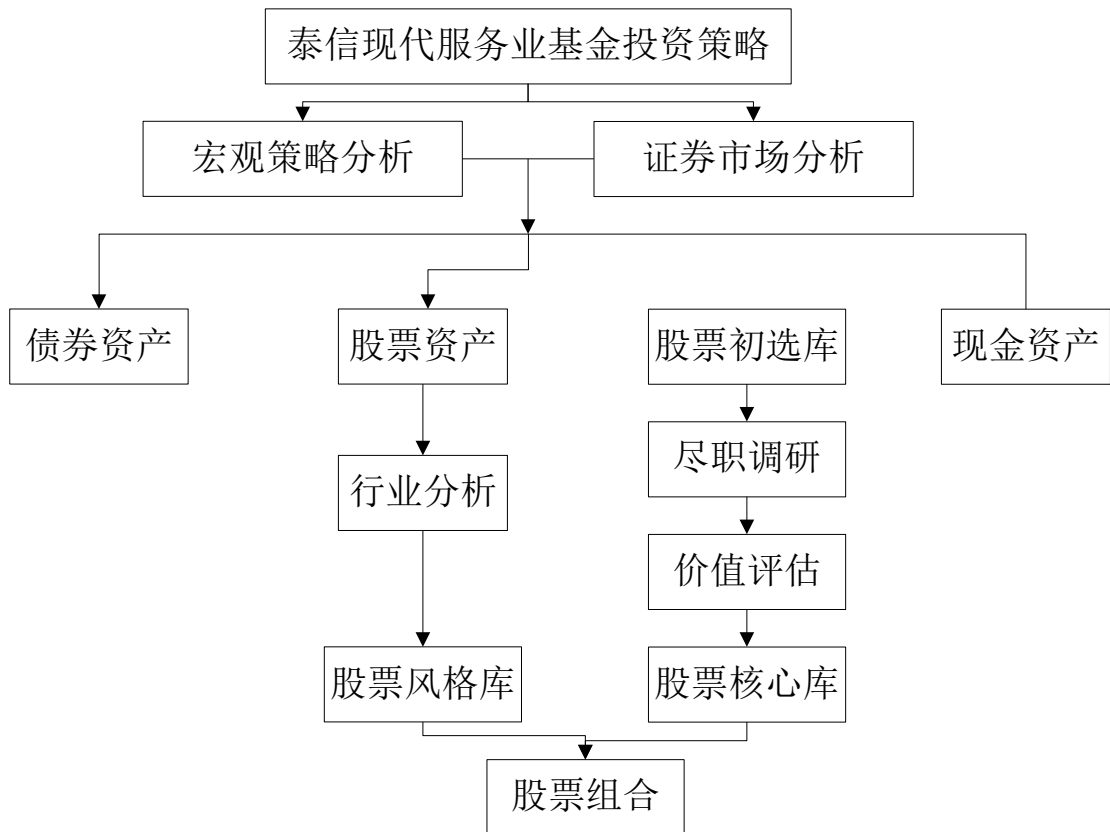 泰信现代服务业基金投资策略
宏观策略分析
证券市场分析
债券资产
股票资产
股票初选库
现金资产
尽职调研
行业分析
价值评估
股票风格库
股票核心库
股票组合